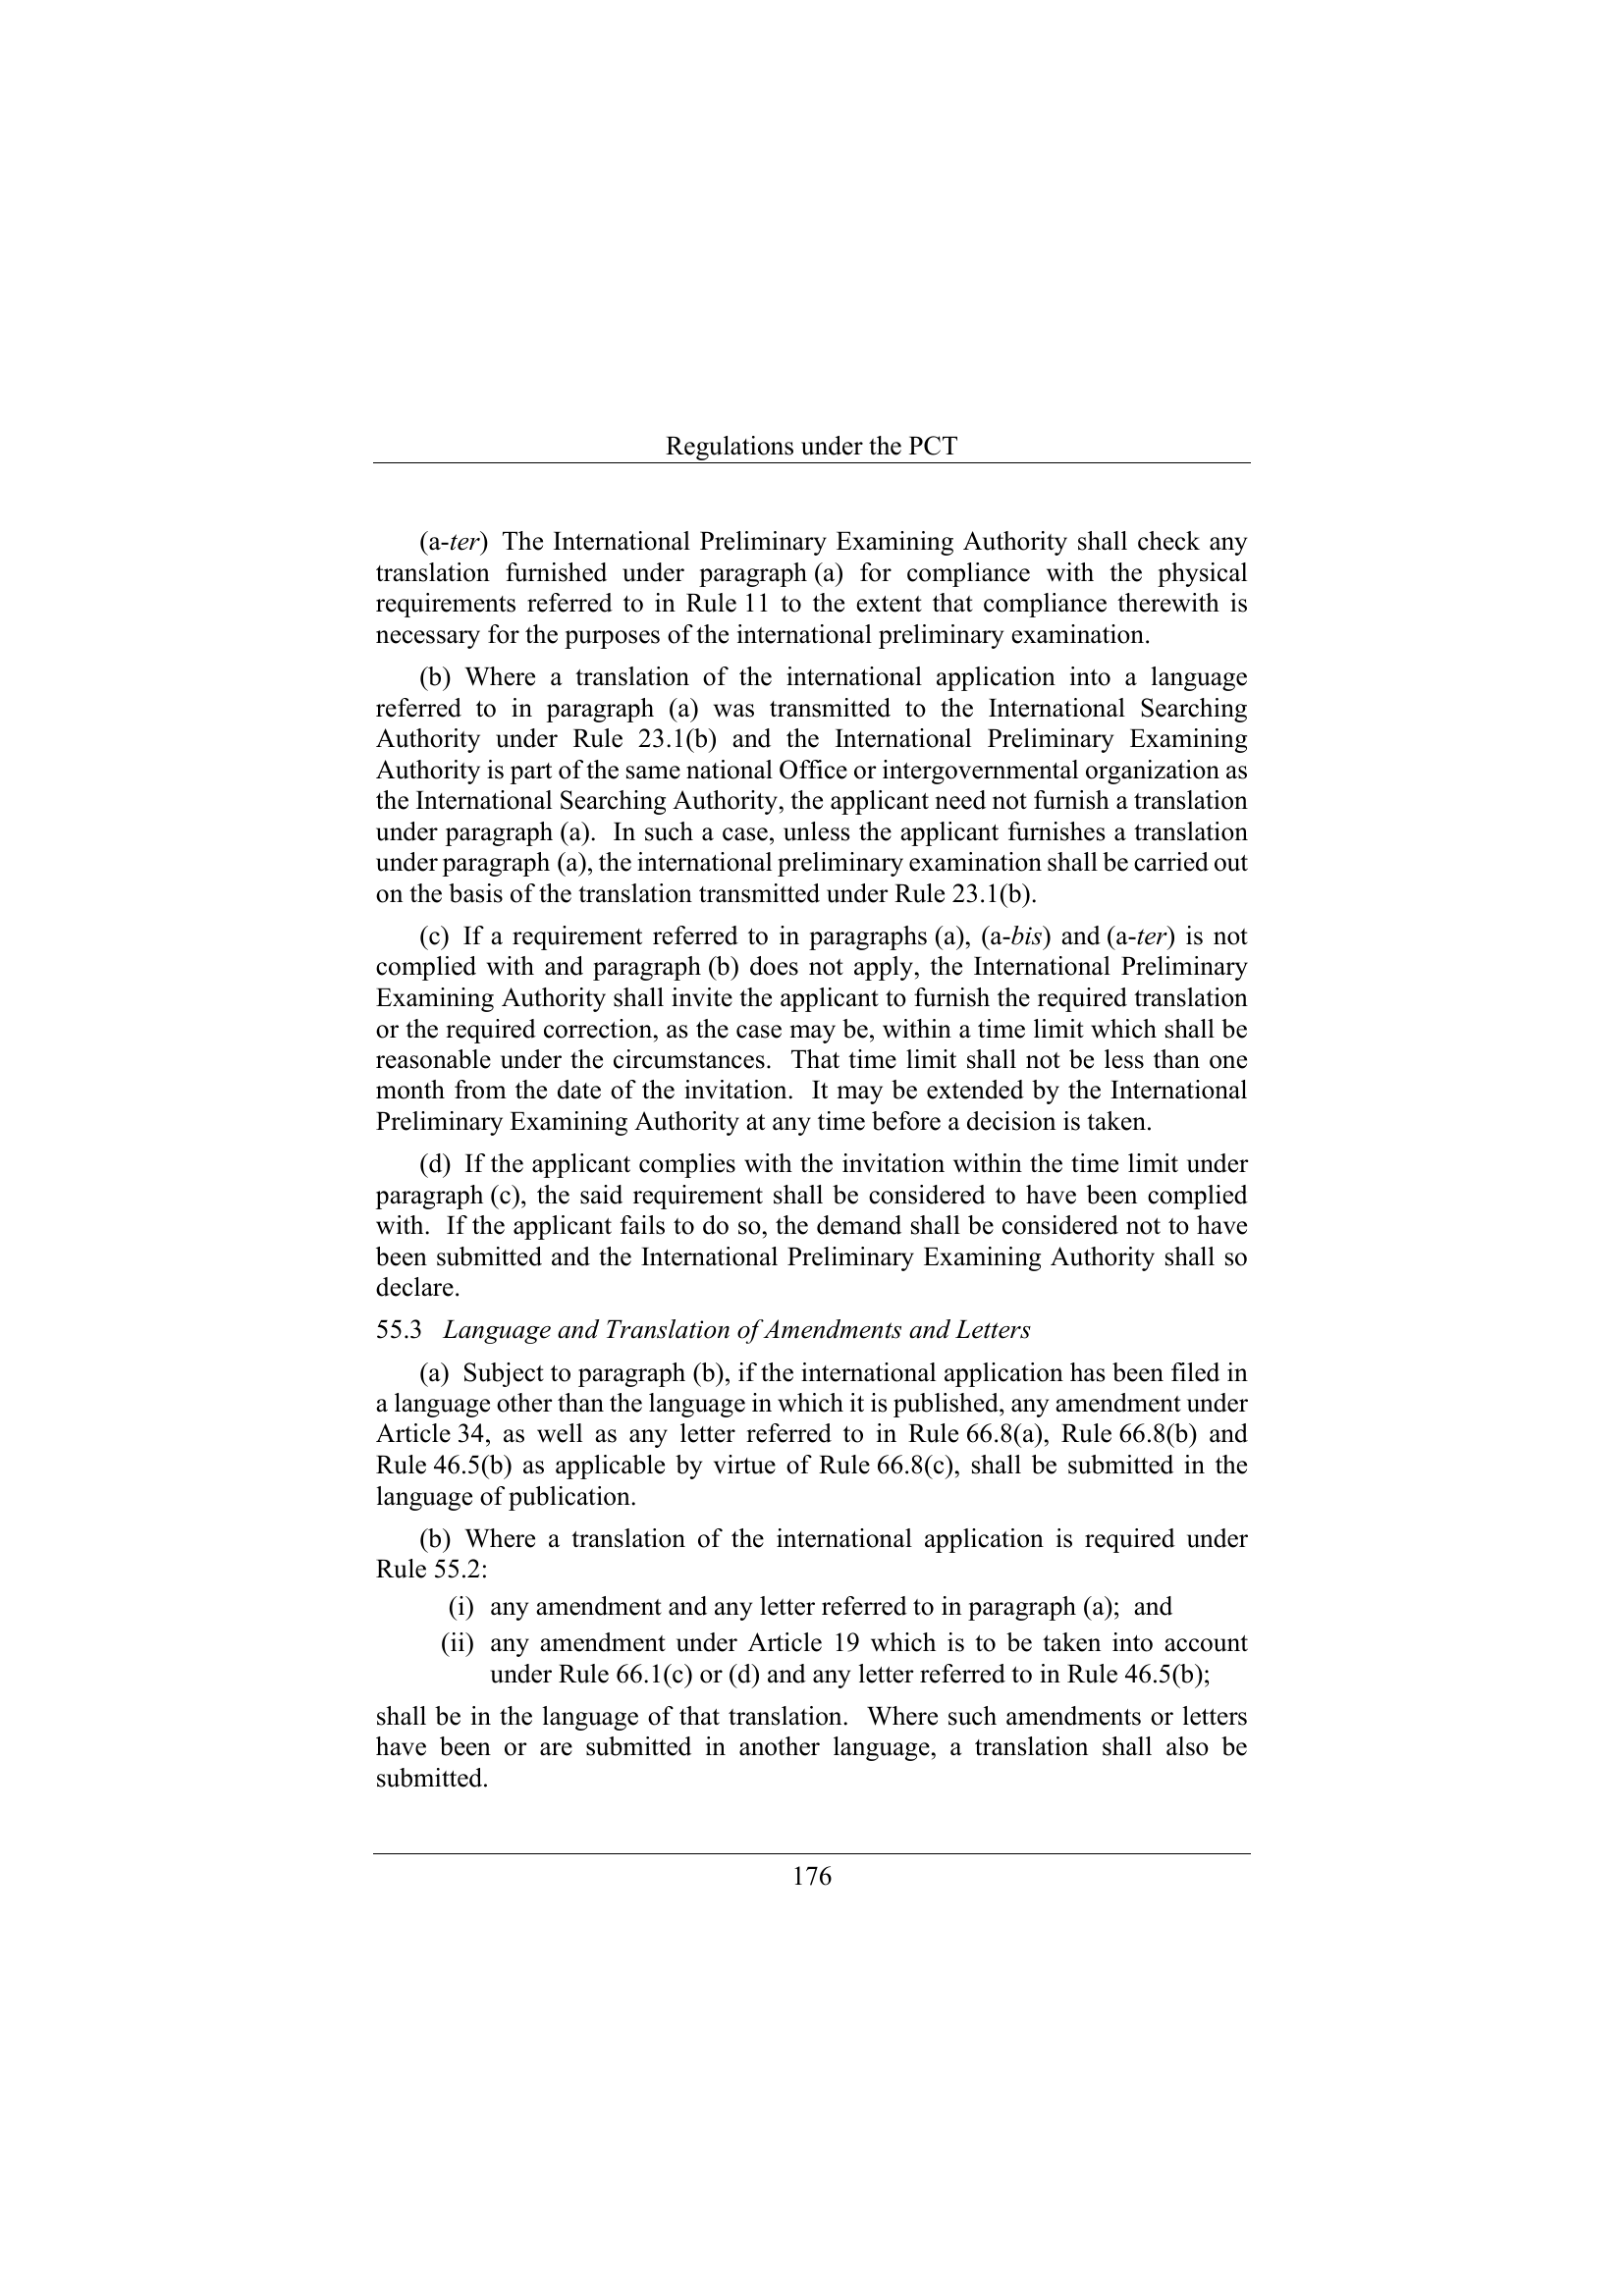 Regulations under the PCT
(a-ter) The International Preliminary Examining Authority shall check any
translation furnished under paragraph (a) for compliance with the physical
requirements referred to in Rule 11 to the extent that compliance therewith is
necessary for the purposes of the international preliminary examination.
(b) Where a translation of the international application into a language
referred to in paragraph (a) was transmitted to the International Searching
Authority under Rule 23.1(b) and the International Preliminary Examining
Authority is part of the same national Office or intergovernmental organization as
the International Searching Authority, the applicant need not furnish a translation
under paragraph (a). In such a case, unless the applicant furnishes a translation
under paragraph (a), the international preliminary examination shall be carried out
on the basis of the translation transmitted under Rule 23.1(b).
(c) If a requirement referred to in paragraphs (a), (a-bis) and (a-ter) is not
complied with and paragraph (b) does not apply, the International Preliminary
Examining Authority shall invite the applicant to furnish the required translation
or the required correction, as the case may be, within a time limit which shall be
reasonable under the circumstances. That time limit shall not be less than one
month from the date of the invitation. It may be extended by the International
Preliminary Examining Authority at any time before a decision is taken.
(d) If the applicant complies with the invitation within the time limit under
paragraph (c), the said requirement shall be considered to have been complied
with. If the applicant fails to do so, the demand shall be considered not to have
been submitted and the International Preliminary Examining Authority shall so
declare.
55.3 Language and Translation of Amendments and Letters
(a) Subject to paragraph (b), if the international application has been filed in
a language other than the language in which it is published, any amendment under
Article 34, as well as any letter referred to in Rule 66.8(a), Rule 66.8(b) and
Rule 46.5(b) as applicable by virtue of Rule 66.8(c), shall be submitted in the
language of publication.
(b) Where a translation of the international application is required under
Rule 55.2:
(i) any amendment and any letter referred to in paragraph (a); and
(ii) any amendment under Article 19 which is to be taken into account
under Rule 66.1(c) or (d) and any letter referred to in Rule 46.5(b);
shall be in the language of that translation. Where such amendments or letters
have been or are submitted in another language, a translation shall also be
submitted.
176